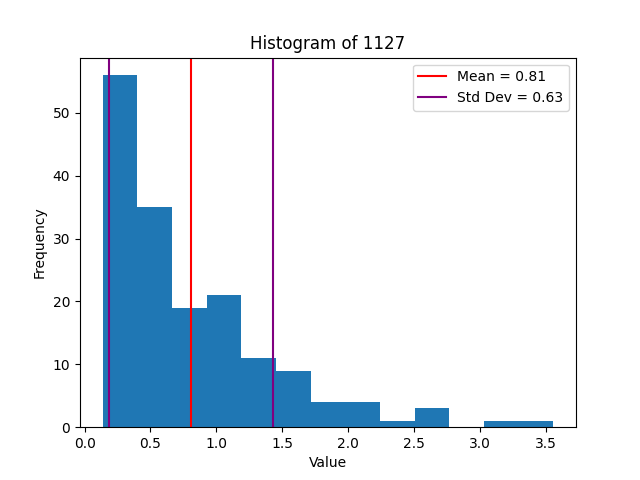 Histogram of 1127
Mean = 0.81
Std Dev = 0.63
Frequency
50
40
30
20
10
0
0.0 0.5 1.0 1.5 2.0 2.5 3.0 3.5
Value